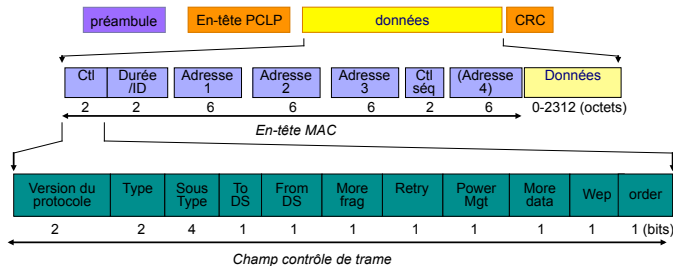 préambule En-tête PCLP données CRC
Ctl Durée /ID Adresse 1 Adresse 2 Adresse 3 Ctl séq (Adresse 4) Données
2 2 6 6 6 2 6 0-2312 (octets)
En-tête MAC
Version du protocole Type Sous Type To DS From DS More frag Retry Power Mgt More data Wep order
2 2 4 1 1 1 1 1 1 1 1 (bits)
Champ contrôle de trame